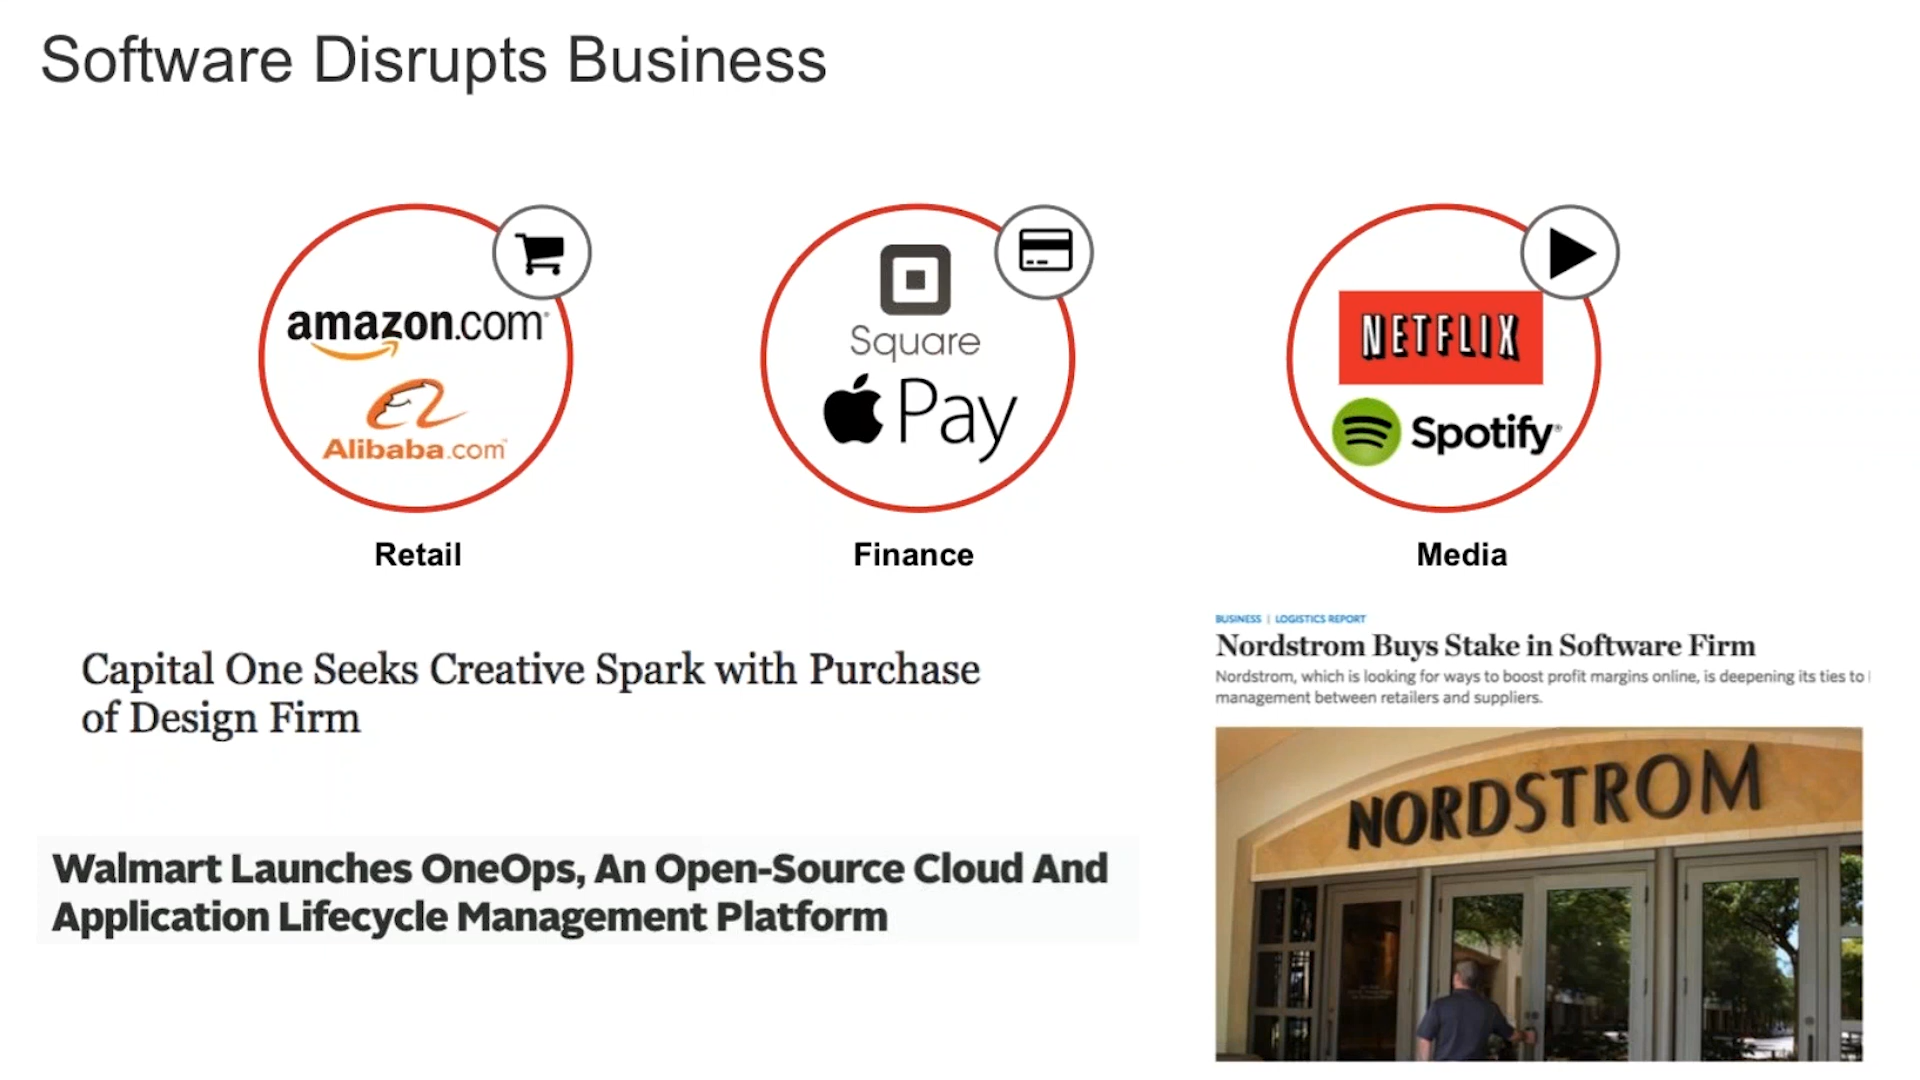 Software Disrupts Business
amazon.com
Alibaba.com
Retail
Square
Pay
Finance
NETFLIX
Spotify®
Media
Capital One Seeks Creative Spark with Purchase
of Design Firm
Walmart Launches OneOps, An Open-Source Cloud And
Application Lifecycle Management Platform
BUSINESS | LOGISTICS REPORT
Nordstrom Buys Stake in Software Firm
Nordstrom, which is looking for ways to boost profit margins online, is deepening its ties to
management between retailers and suppliers.
NORDSTROM